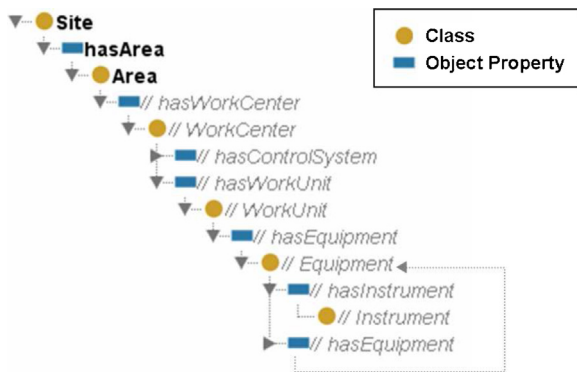 Site
hasArea
Area
// hasWorkCenter
// WorkCenter
// hasControlSystem
// hasWorkUnit
// WorkUnit
// hasEquipment
// Equipment
// hasInstrument
// Instrument
// hasEquipment
Class
Object Property